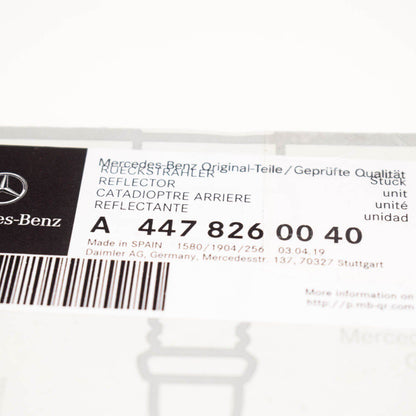 Mercedes-Benz Original-Teile/Geprüfte Qualität
RUECKSTRAHLER Stück
REFLECTOR unit
CATADIOPTRE ARRIERE unité
REFLECTANTE unidad
des-Benz
A 447 826 00 40
Made in SPAIN 1580/1904/256 03.04.19
Daimler AG, Germany, Mercedesstr. 137, 70327 Stuttgart
More information on
http://p.mb-qr.com
Merced